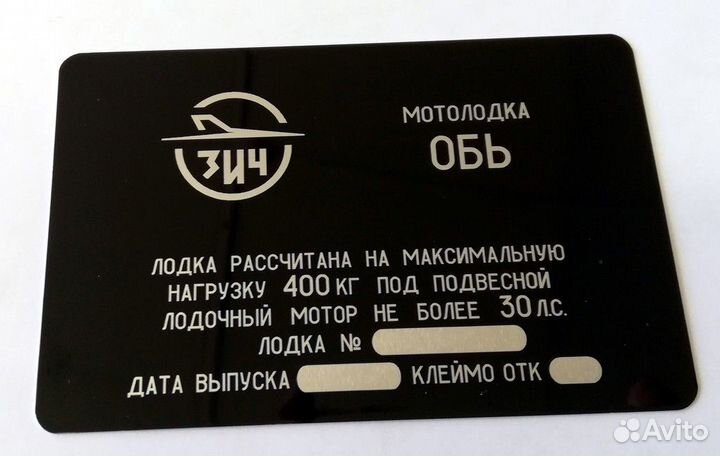 ЗИЧ
МОТОЛОДКА
ОБЬ
ЛОДКА РАССЧИТАНА НА МАКСИМАЛЬНУЮ
НАГРУЗКУ 400 КГ ПОД ПОДВЕСНОЙ
ЛОДОЧНЫЙ МОТОР НЕ БОЛЕЕ 30 Л.С.
ЛОДКА №
ДАТА ВЫПУСКА КЛЕЙМО ОТК
Avito